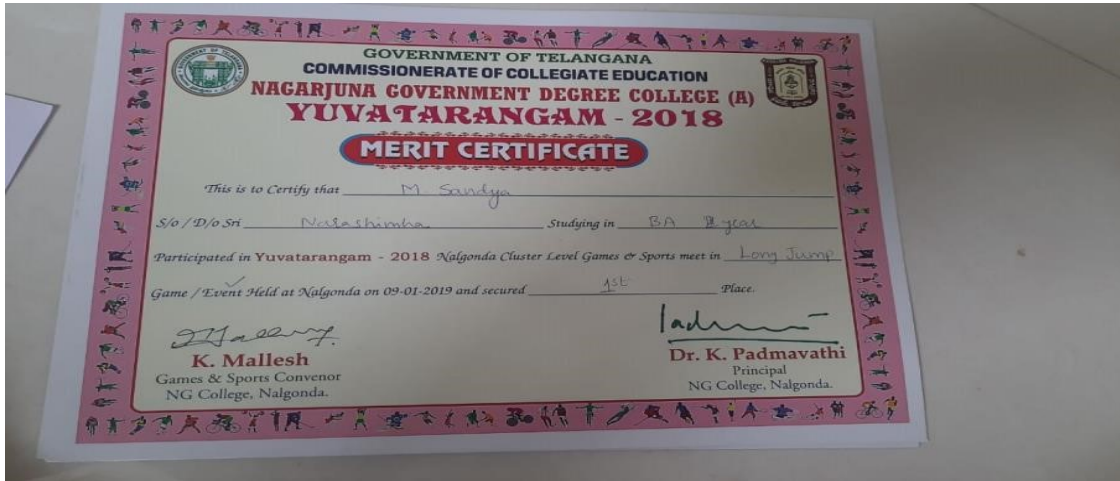 GOVERNMENT OF TELANGANA
COMMISSIONERATE OF COLLEGIATE EDUCATION
NAGARJUNA GOVERNMENT DEGREE COLLEGE (A)
YUVATARANGAM - 2018
MERIT CERTIFICATE
This is to Certify that M. Sandya
S/o / D/o Sri Narashimha Studying in BA II year
Participated in Yuvatarangam - 2018 Nalgonda Cluster Level Games & Sports meet in Long Jump
Game / Event Held at Nalgonda on 09-01-2019 and secured 1st Place.
K. Mallesh
Games & Sports Convenor
NG College, Nalgonda.
Dr. K. Padmavathi
Principal
NG College, Nalgonda.